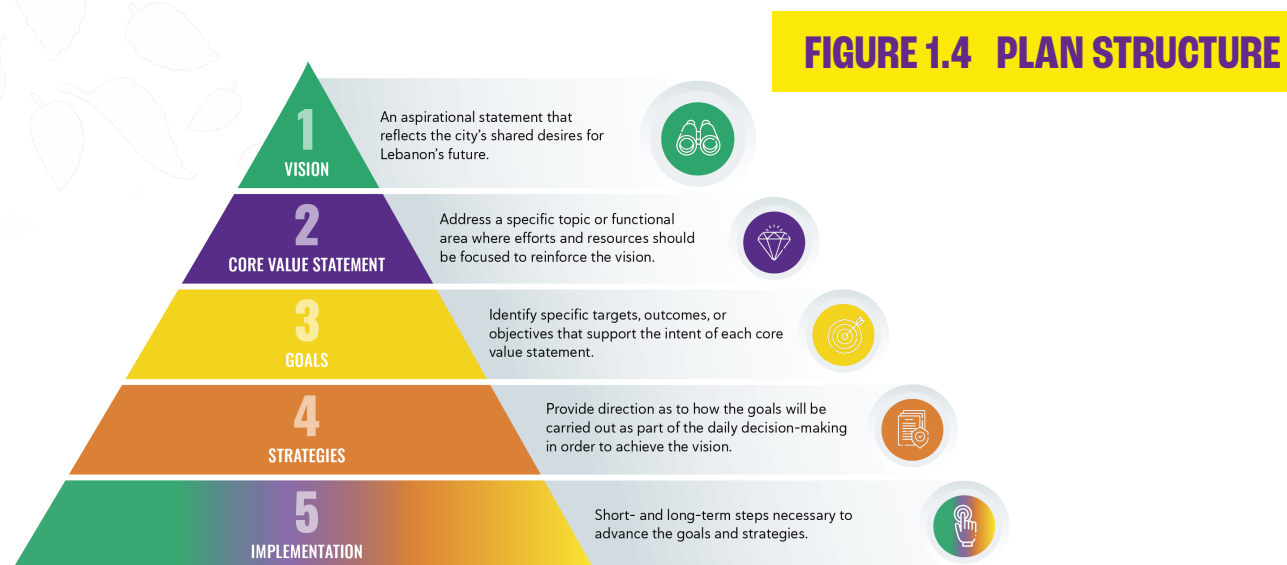 FIGURE 1.4 PLAN STRUCTURE
1
VISION
An aspirational statement that
reflects the city's shared desires for
Lebanon's future.
2
CORE VALUE STATEMENT
Address a specific topic or functional
area where efforts and resources should
be focused to reinforce the vision.
3
GOALS
Identify specific targets, outcomes, or
objectives that support the intent of each core
value statement.
4
STRATEGIES
Provide direction as to how the goals will be
carried out as part of the daily decision-making
in order to achieve the vision.
5
IMPLEMENTATION
Short- and long-term steps necessary to
advance the goals and strategies.